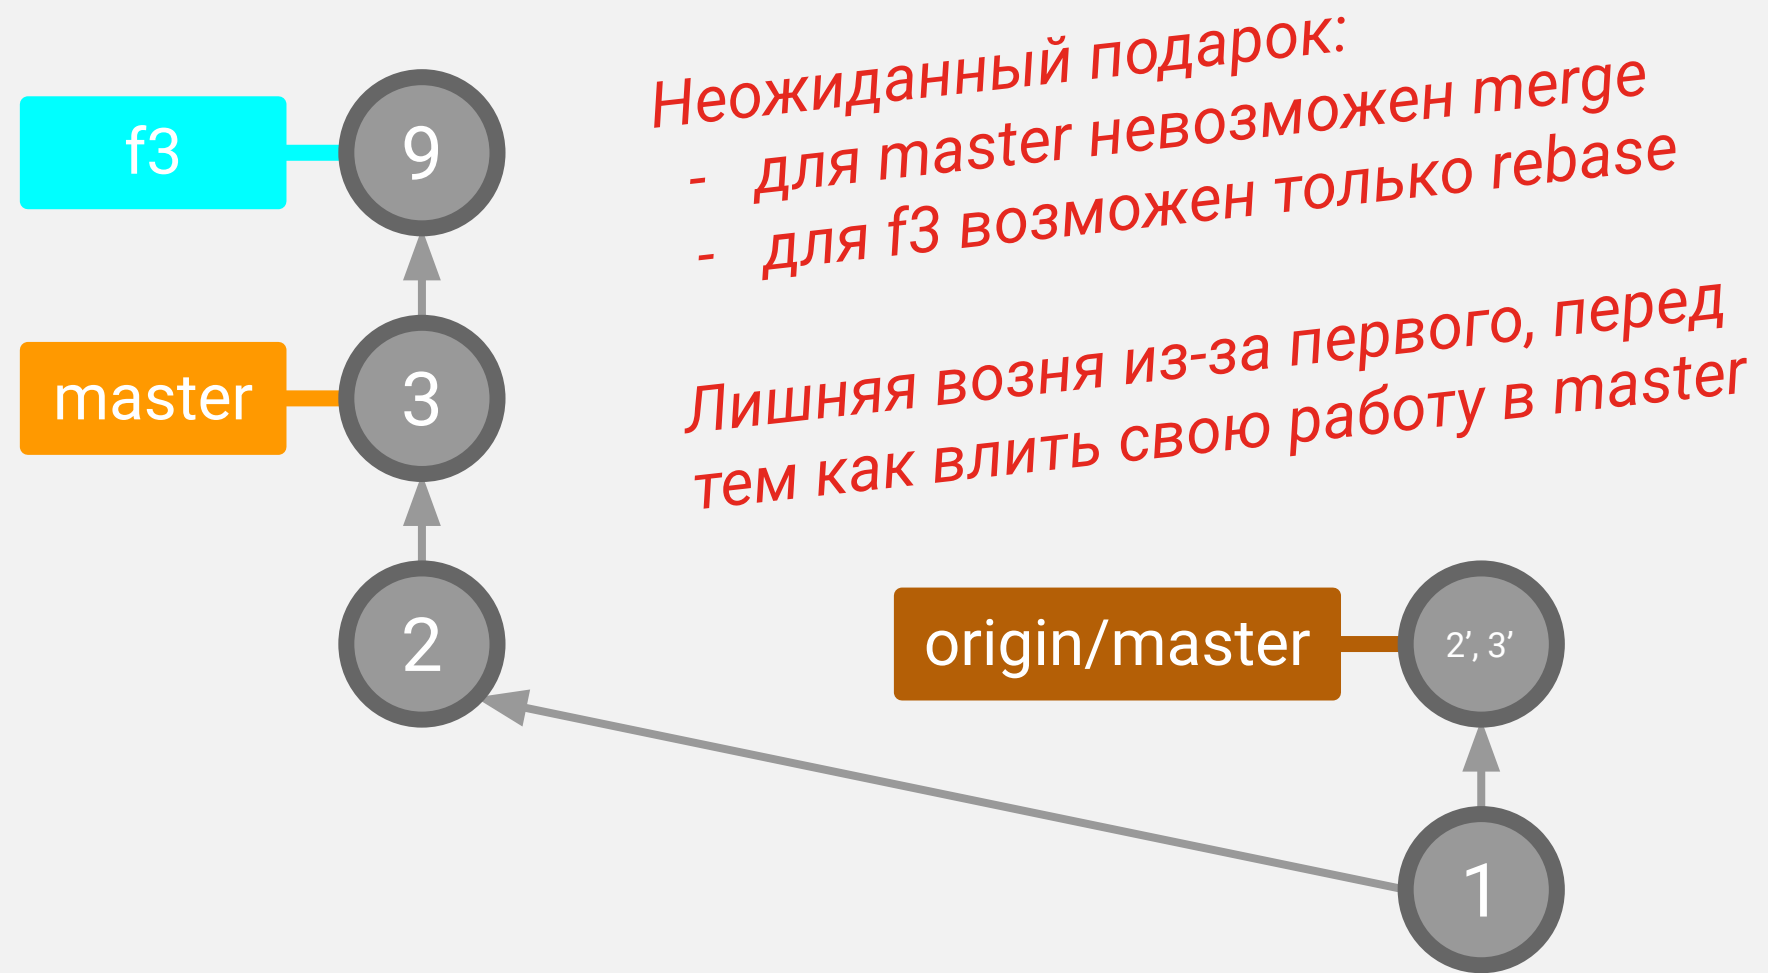 Неожиданный подарок:
- для master невозможен merge
- для f3 возможен только rebase
Лишняя возня из-за первого, перед
тем как влить свою работу в master
f3
9
master
3
2
origin/master
2’, 3’
1